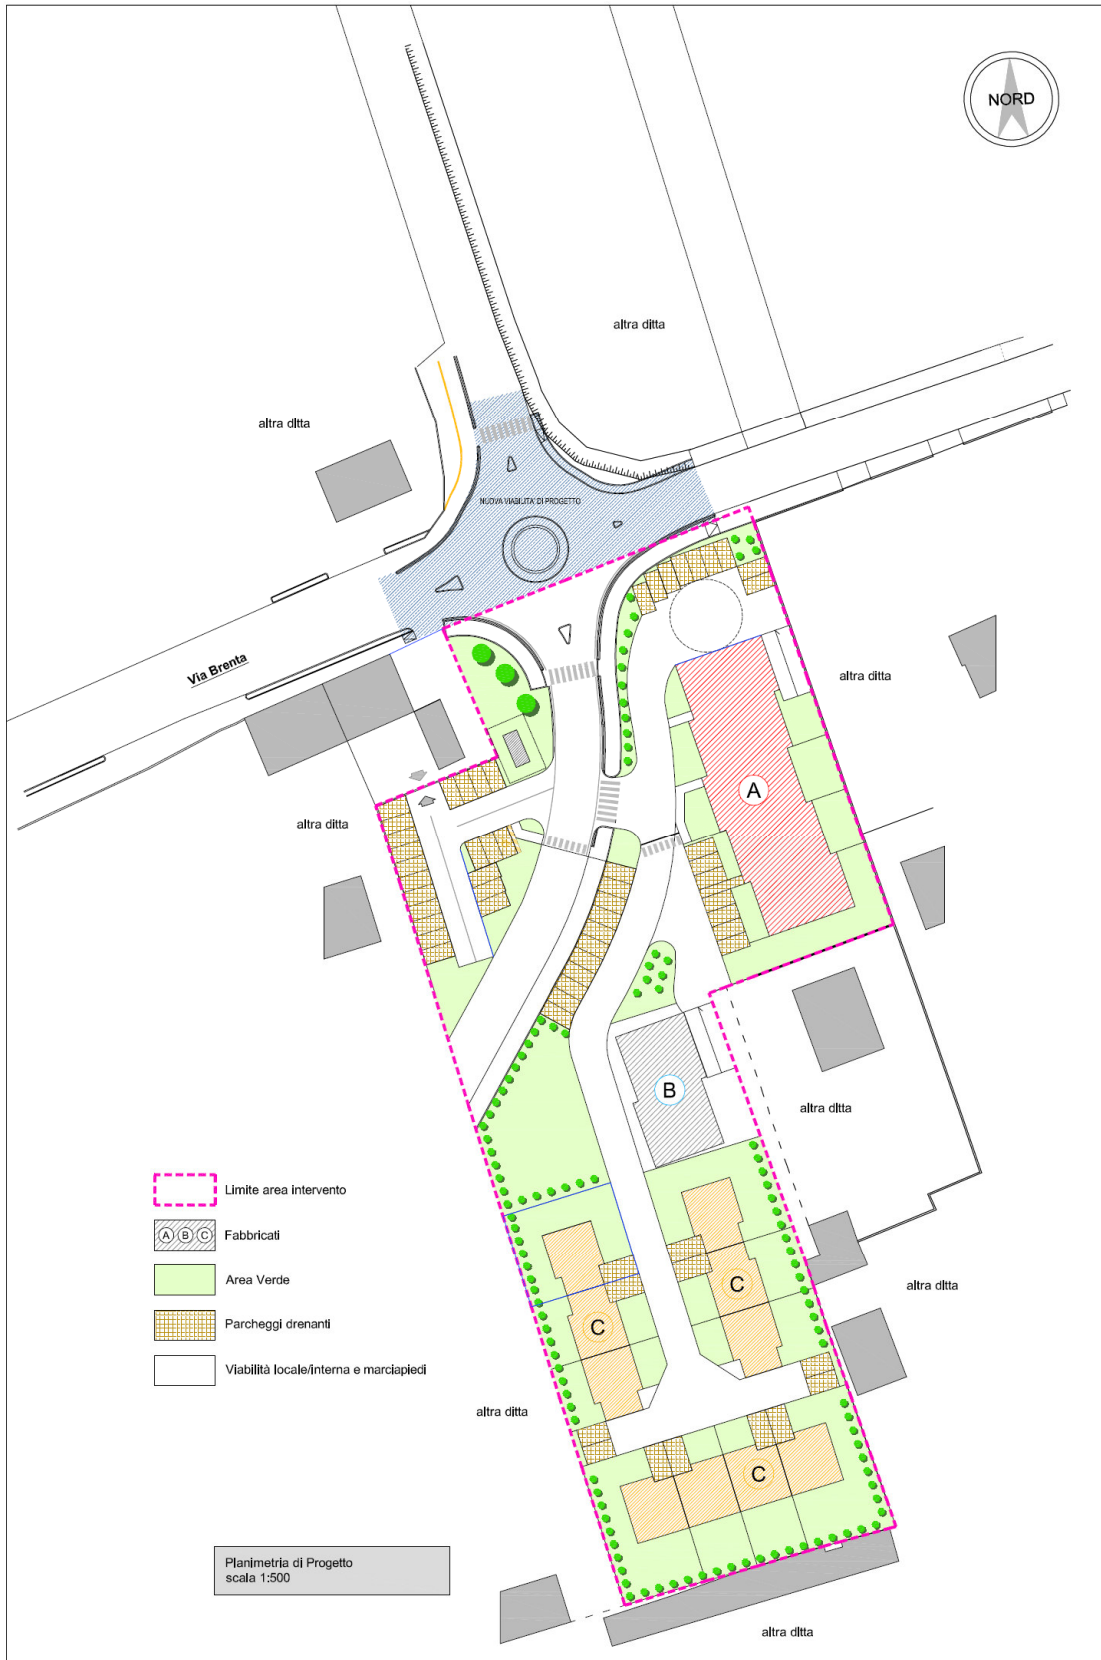 NORD
altra ditta
altra ditta
NUOVA VIABILITA' DI PROGETTO
Via Brenta
altra ditta
A
altra ditta
B
altra ditta
Limite area intervento
A B C Fabbricati
Area Verde
Parcheggi drenanti
Viabilità locale/interna e marciapiedi
C
altra ditta
C
altra ditta
C
Planimetria di Progetto
scala 1:500
altra ditta